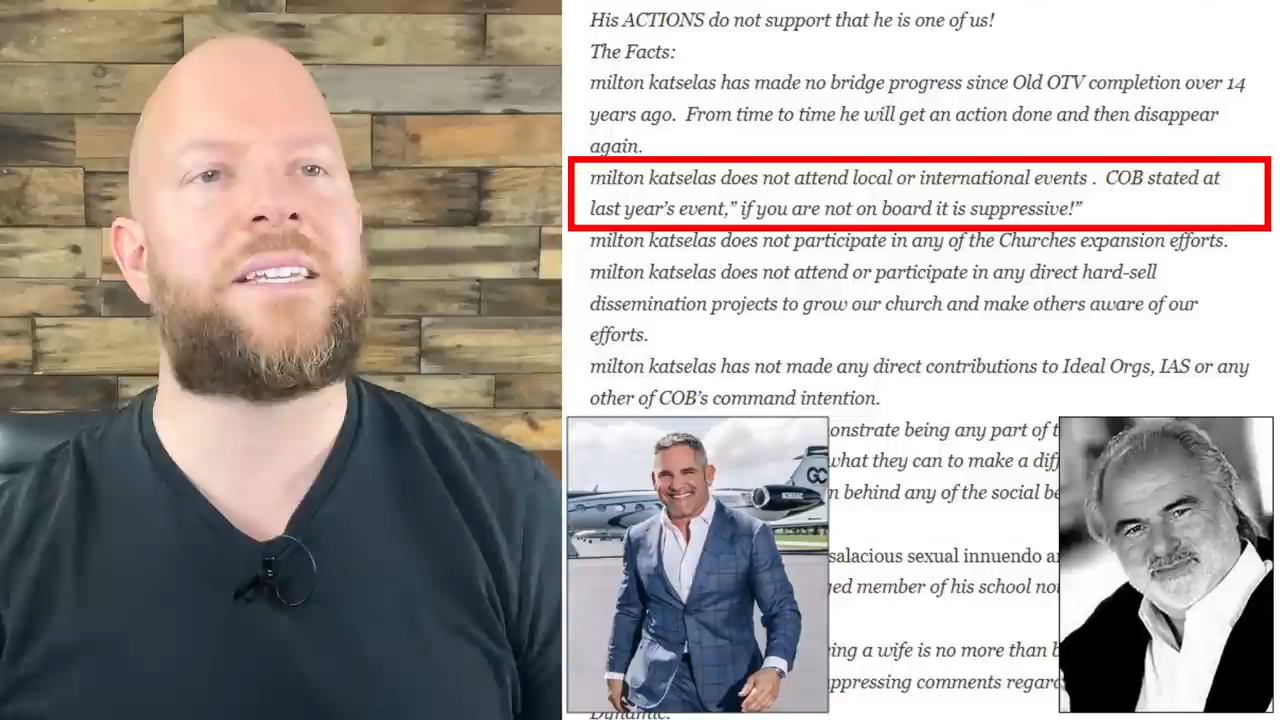 His ACTIONS do not support that he is one of us!
The Facts:
milton katselas has made no bridge progress since Old OTV completion over 14
years ago.  From time to time he will get an action done and then disappear
again.
milton katselas does not attend local or international events .  COB stated at
last year's event," if you are not on board it is suppressive!"
milton katselas does not participate in any of the Churches expansion efforts.
milton katselas does not attend or participate in any direct hard-sell
dissemination projects to grow our church and make others aware of our
efforts.
milton katselas has not made any direct contributions to Ideal Orgs, IAS or any
other of COB's command intention.
onstrate being any part of
what they can to make a
behind any of the social
salacious sexual innuendo
member of his school
a wife is no more than
comments
Dynamic.
GC